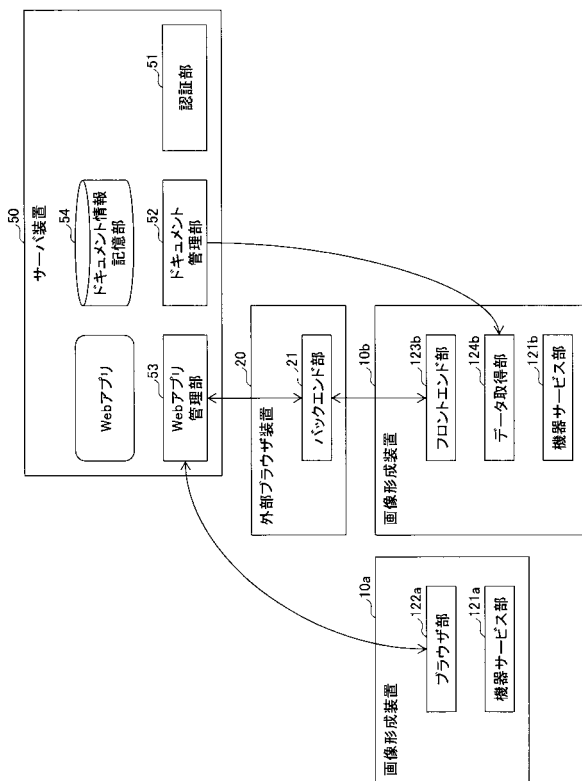 50
サーバ装置
54
ドキュメント情報
記憶部
51
認証部
52
ドキュメント
管理部
Webアプリ
53
Webアプリ
管理部
20
外部ブラウザ装置
21
バックエンド部
10b
画像形成装置
123b
フロントエンド部
124b
データ取得部
121b
機器サービス部
10a
画像形成装置
122a
ブラウザ部
121a
機器サービス部